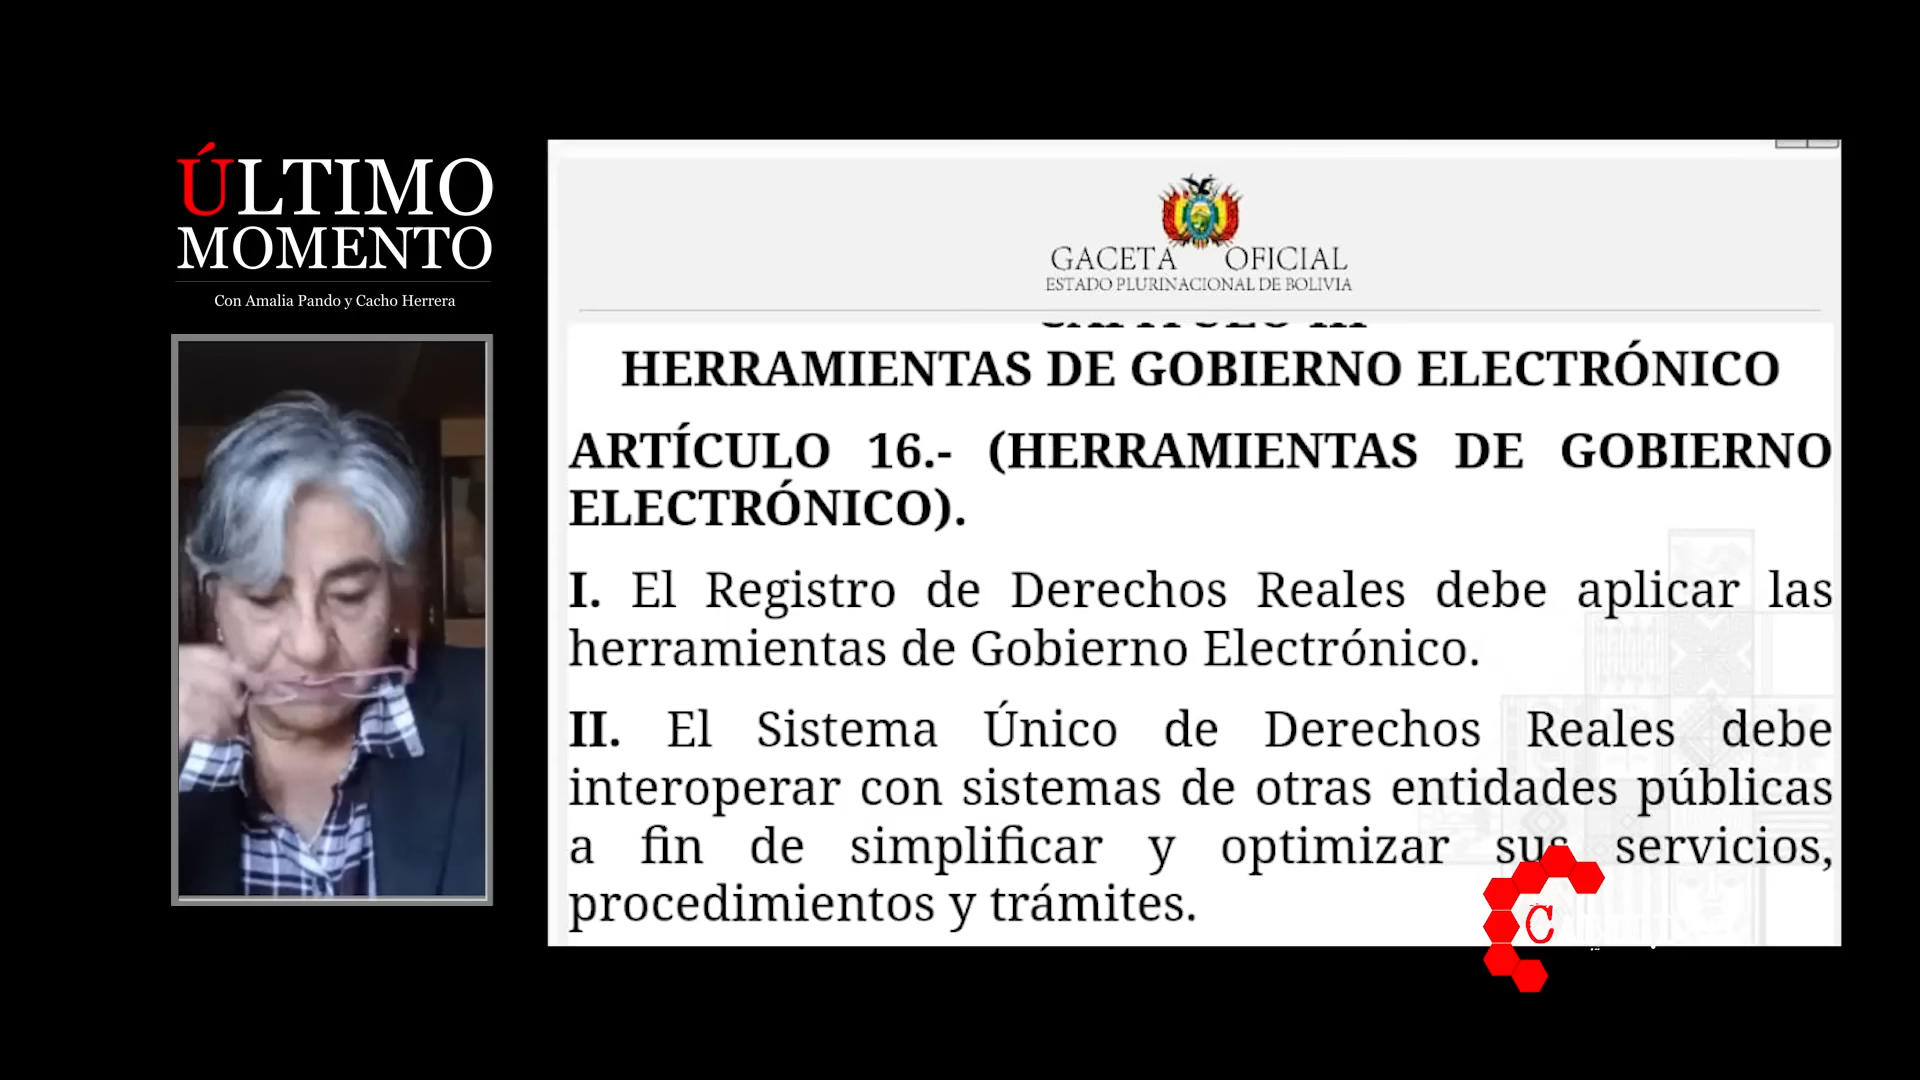 ÚLTIMO
MOMENTO
Con Amalia Pando y Cacho Herrera
GACETA OFICIAL
ESTADO PLURINACIONAL DE BOLIVIA
HERRAMIENTAS DE GOBIERNO ELECTRÓNICO
ARTÍCULO 16.- (HERRAMIENTAS DE GOBIERNO
ELECTRÓNICO).
I. El Registro de Derechos Reales debe aplicar las
herramientas de Gobierno Electrónico.
II. El Sistema Único de Derechos Reales debe
interoperar con sistemas de otras entidades públicas
a fin de simplificar y optimizar sus servicios,
procedimientos y trámites.
C